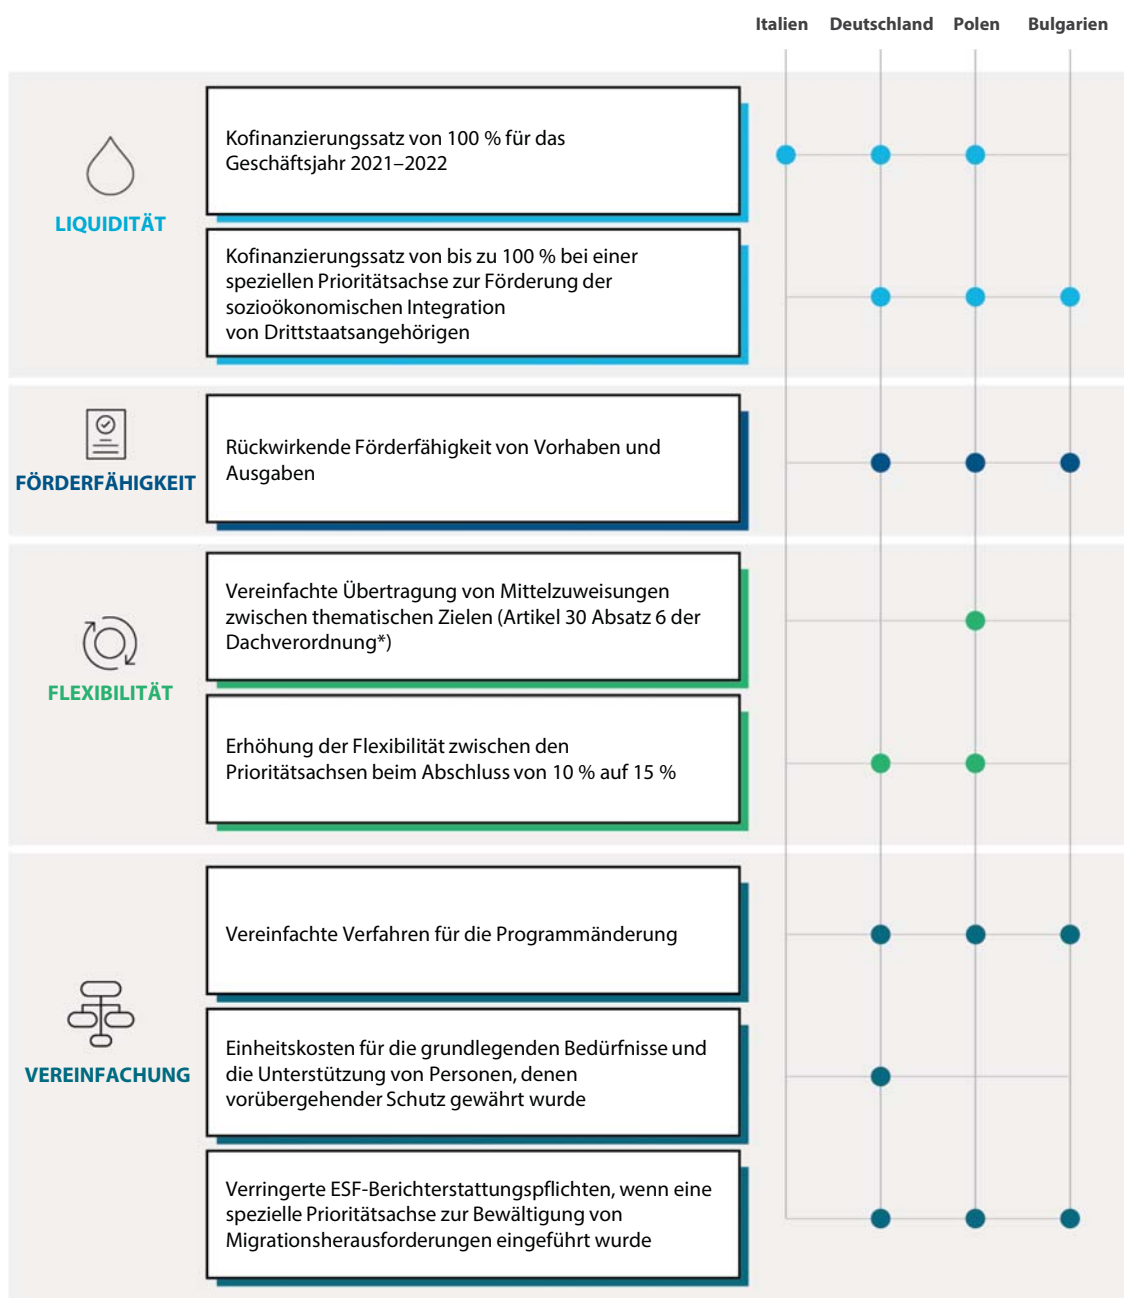 Italien Deutschland Polen Bulgarien
LIQUIDITÄT
Kofinanzierungssatz von 100 % für das
Geschäftsjahr 2021–2022
Kofinanzierungssatz von bis zu 100 % bei einer
speziellen Prioritätsachse zur Förderung der
sozioökonomischen Integration
von Drittstaatsangehörigen
FÖRDERFÄHIGKEIT
Rückwirkende Förderfähigkeit von Vorhaben und
Ausgaben
FLEXIBILITÄT
Vereinfachte Übertragung von Mittelzuweisungen
zwischen thematischen Zielen (Artikel 30 Absatz 6 der
Dachverordnung*)
Erhöhung der Flexibilität zwischen den
Prioritätsachsen beim Abschluss von 10 % auf 15 %
VEREINFACHUNG
Vereinfachte Verfahren für die Programmänderung
Einheitskosten für die grundlegenden Bedürfnisse und
die Unterstützung von Personen, denen
vorübergehender Schutz gewährt wurde
Verringerte ESF-Berichterstattungspflichten, wenn eine
spezielle Prioritätsachse zur Bewältigung von
Migrationsherausforderungen eingeführt wurde